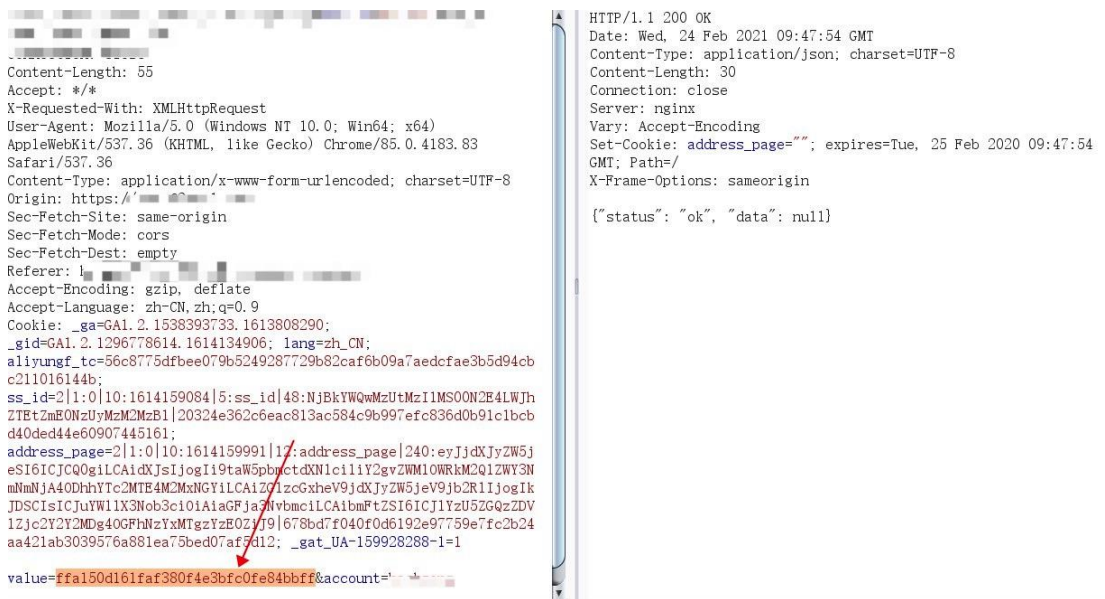 Content-Length: 55
Accept: */*
X-Requested-With: XMLHttpRequest
User-Agent: Mozilla/5.0 (Windows NT 10.0; Win64; x64)
AppleWebKit/537.36 (KHTML, like Gecko) Chrome/85.0.4183.83
Safari/537.36
Content-Type: application/x-www-form-urlencoded; charset=UTF-8
Origin: https:/
Sec-Fetch-Site: same-origin
Sec-Fetch-Mode: cors
Sec-Fetch-Dest: empty
Referer:
Accept-Encoding: gzip, deflate
Accept-Language: zh-CN,zh;q=0.9
Cookie: _ga=GA1.2.1538393733.1613808290;
_gid=GA1.2.1296778614.1614134906; lang=zh_CN;
aliyungf_tc=56c8775dfbee079b5249287729b82caf6b09a7aedcfae3b5d94cb
c211016144b;
ss_id=2|1:0|10:1614159084|5:ss_id|48:NjBkYWQwMzUtMzI1MS00N2E4LWJh
ZTEtZmE0NzUyMzM2MzB1|20324e362c6eac813ac584c9b997efc836d0b91c1bcb
d40ded44e60907445161;
address_page=2|1:0|10:1614159991|12:address_page|240:eyJjdXJyZW5j
eSI6ICJCQ0giLCAidXJsIjogIi9taW5pbmctdXNlci1iY2gvZWM1OWRkM2Q1ZWY3N
mNmNjA4ODhhYTc2MTE4M2MxNGYiLCAiZGlzcGxheV9jdXJyZW5jeV9jb2RlIjogIk
JDSCIsICJuYW1lX3Nob3ciOiAiaGFja3NvbmciLCAibmFtZSI6ICJlYzU5ZGQzZDV
lZjc2Y2Y2MDg4OGFhNzYxMTgzYzE0ZiJ9|678bd7f040f0d6192e97759e7fc2b24
aa421ab3039576a881ea75bed07af5d12; _gat_UA-159928288-1=1
value=ffa150d161faf380f4e3bfc0fe84bbff&account=
HTTP/1.1 200 OK
Date: Wed, 24 Feb 2021 09:47:54 GMT
Content-Type: application/json; charset=UTF-8
Content-Length: 30
Connection: close
Server: nginx
Vary: Accept-Encoding
Set-Cookie: address_page=""; expires=Tue, 25 Feb 2020 09:47:54
GMT; Path=/
X-Frame-Options: sameorigin
{"status": "ok", "data": null}